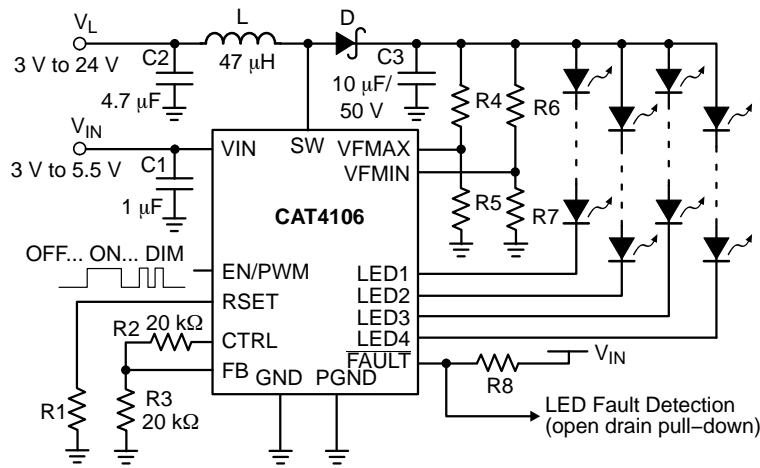 VL
L
D
C2
47 μH
C3
3 V to 24 V
4.7 μF
10 μF/
50 V
R4
R6
VIN
3 V to 5.5 V
C1
1 μF
VIN
SW
VFMAX
VFMIN
CAT4106
R5
R7
OFF... ON... DIM
EN/PWM
RSET
LED1
LED2
LED3
LED4
R2
20 kΩ
CTRL
FB
FAULT
GND
PGND
R8
VIN
R1
R3
20 kΩ
LED Fault Detection
(open drain pull−down)